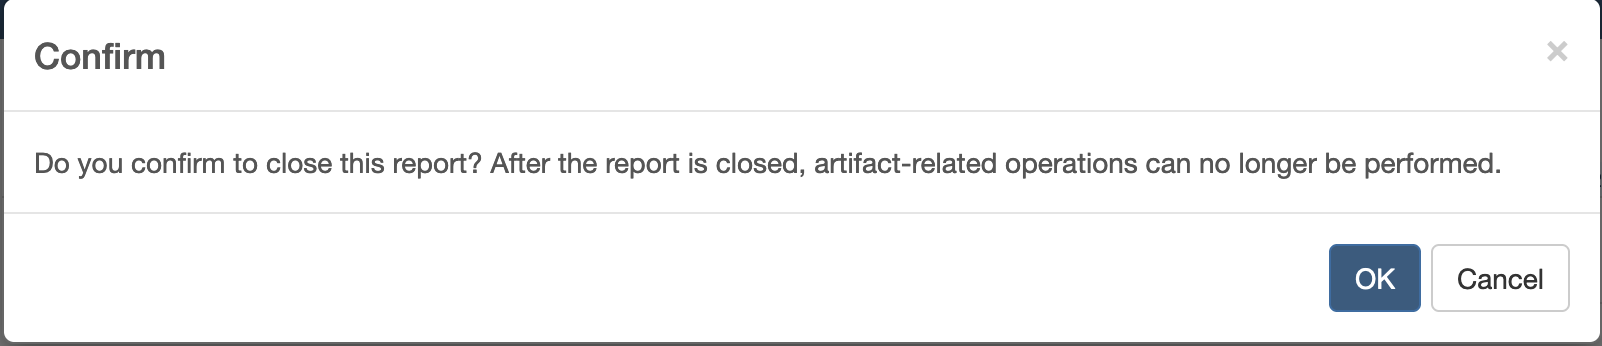 Confirm
×
Do you confirm to close this report? After the report is closed, artifact-related operations can no longer be performed.
OK
Cancel